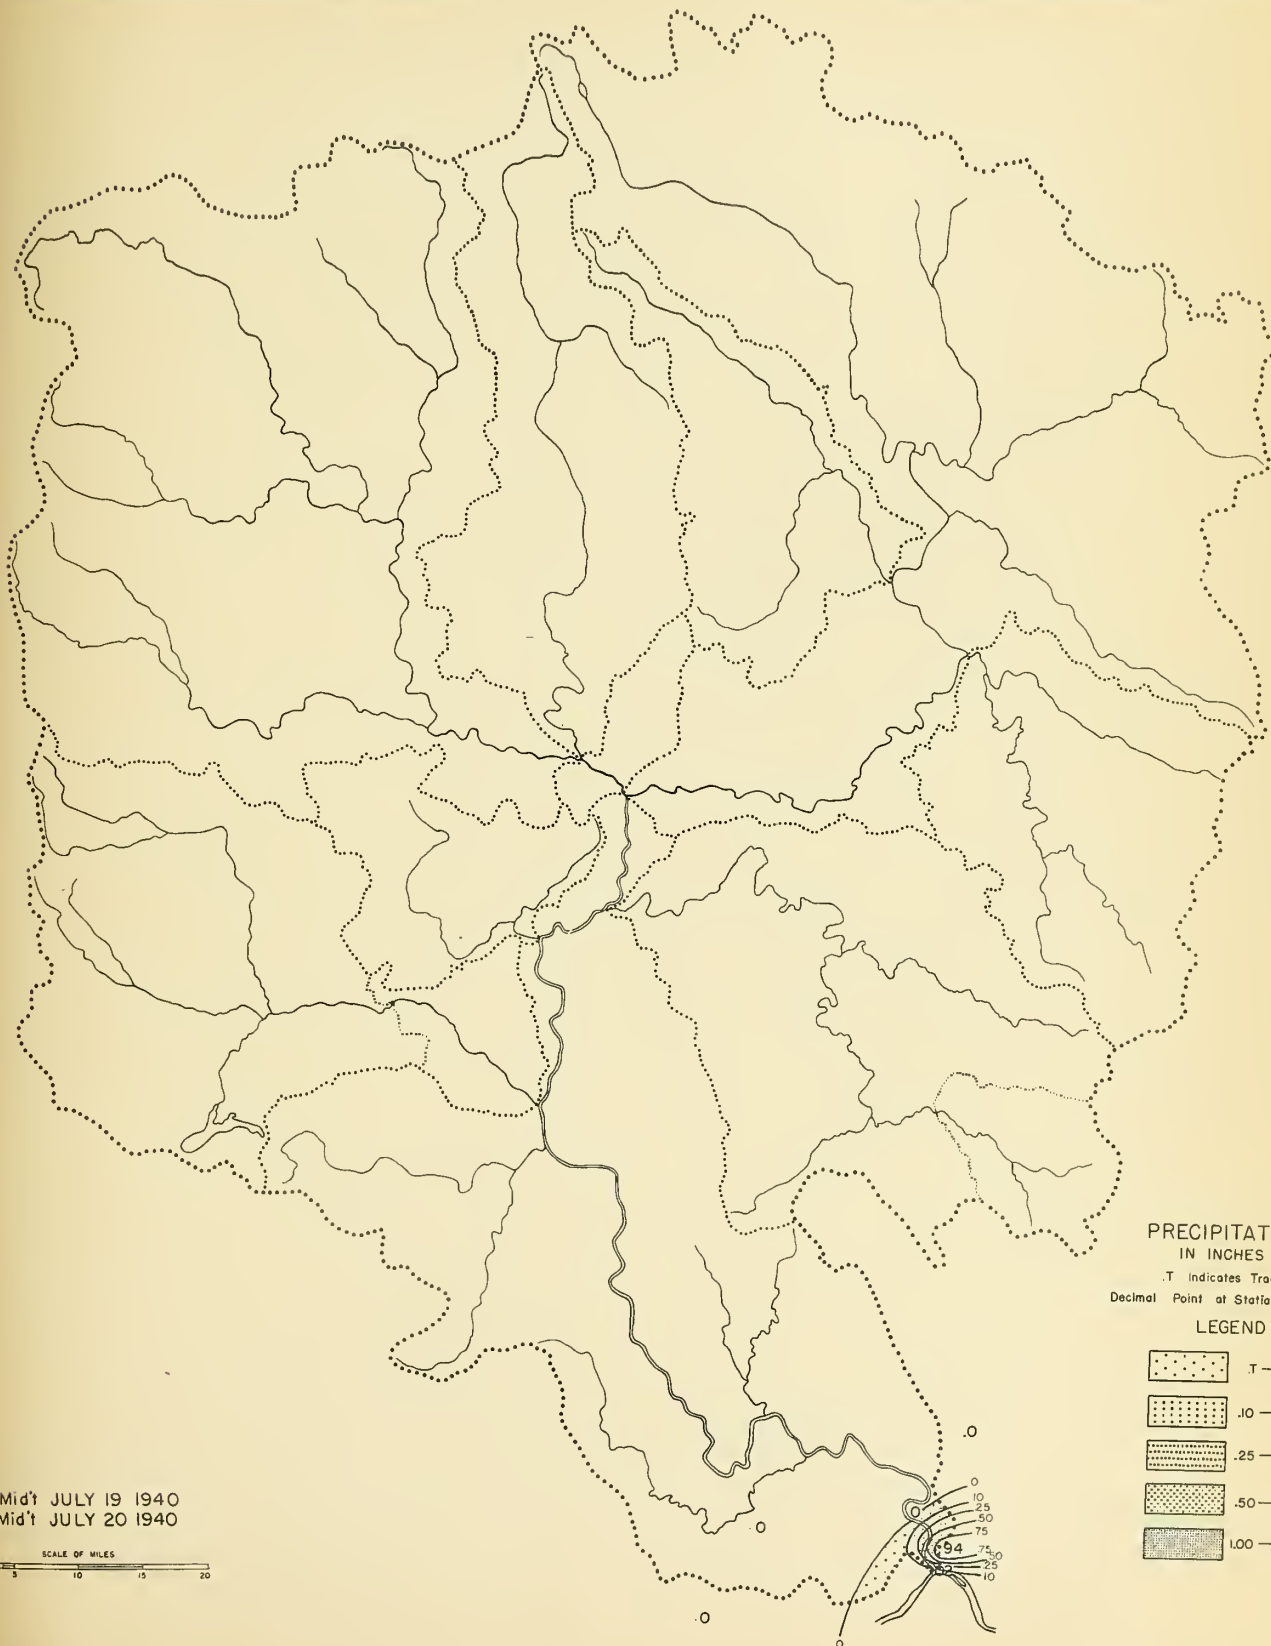 PRECIPITAT
IN INCHES
.T Indicates Tra
Decimal Point at Statio
LEGEND
.T —
.10 —
.25 —
.50 —
1.00 —
.0
0
10
25
50
75
0
.94
.75
50
.25
10
.0
.0
0
Mid't JULY 19 1940
Mid't JULY 20 1940
SCALE OF MILES
5 10 15 20